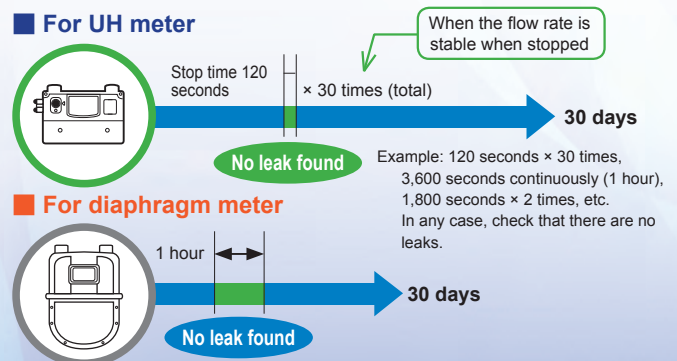 For UH meter
When the flow rate is
stable when stopped
Stop time 120
seconds
× 30 times (total)
30 days
No leak found
Example: 120 seconds × 30 times,
3,600 seconds continuously (1 hour),
1,800 seconds × 2 times, etc.
In any case, check that there are no
leaks.
For diaphragm meter
1 hour
30 days
No leak found